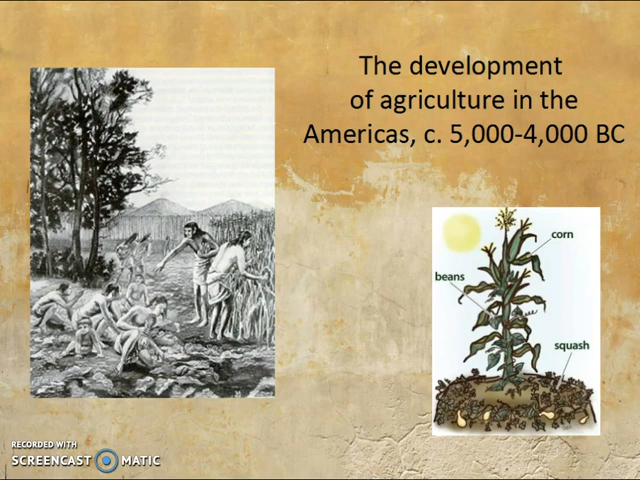 The development
of agriculture in the
Americas, c. 5,000-4,000 BC
corn
beans
squash
RECORDED WITH
SCREENCAST MATIC